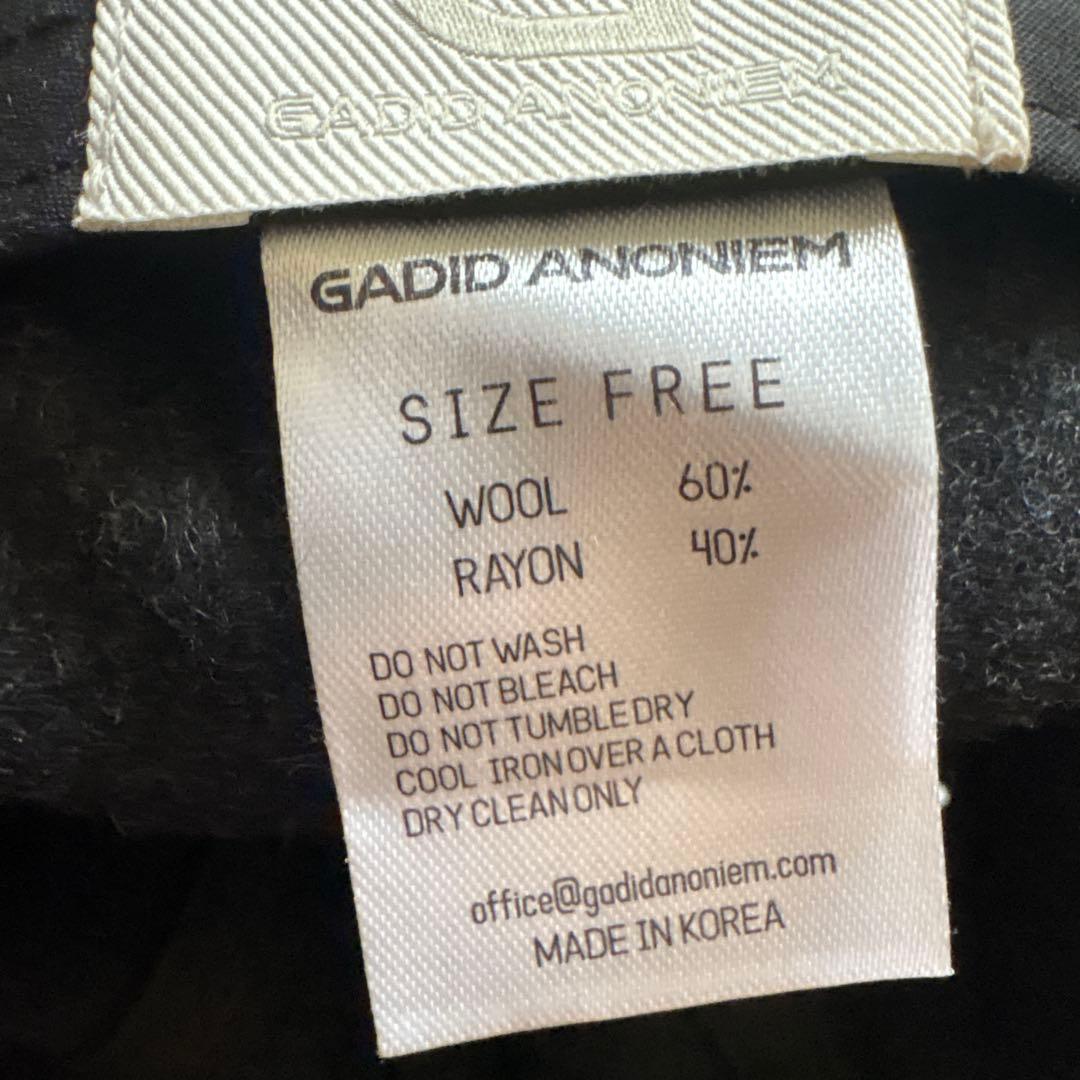 GADID ANONIEM
GADID ANONIEM
SIZE FREE
WOOL 60%
RAYON 40%
DO NOT WASH
DO NOT BLEACH
DO NOT TUMBLE DRY
COOL IRON OVER A CLOTH
DRY CLEAN ONLY
office@gadidanoniem.com
MADE IN KOREA